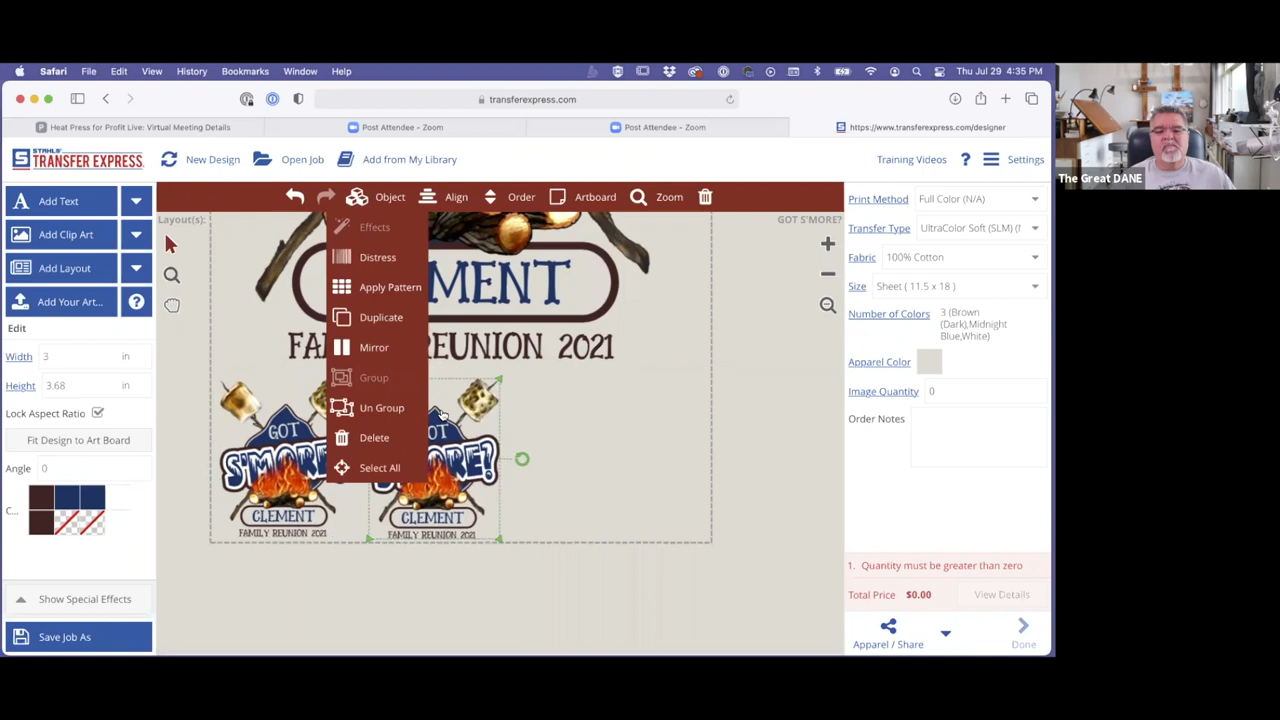 Safari File Edit View History Bookmarks Window Help Thu Jul 29 4:35 PM
transferexpress.com
Heat Press for Profit Live: Virtual Meeting Details
Post Attendee - Zoom
Post Attendee - Zoom
https://www.transferexpress.com/designer
The Great DANE
STAHLS'
TRANSFER EXPRESS.
New Design
Open Job
Add from My Library
Training Videos
?
Settings
Add Text
Add Clip Art
Add Layout
Add Your Art...
?
Edit
Width 3 in
Height 3.68 in
Lock Aspect Ratio
Fit Design to Art Board
Angle 0
C...
Show Special Effects
Save Job As
Object
Align
Order
Artboard
Zoom
Layout(s):
GOT S'MORE?
Effects
Distress
Apply Pattern
Duplicate
Mirror
Group
Un Group
Delete
Select All
MENT
FA
REUNION 2021
GOT
S'MOR
CLEMENT
FAMILY REUNION 2021
OT
ORE?
CLEMENT
FAMILY REUNION 2021
Print Method Full Color (N/A)
Transfer Type UltraColor Soft (SLM) (
Fabric 100% Cotton
Size Sheet ( 11.5 x 18 )
Number of Colors 3 (Brown
(Dark),Midnight
Blue,White)
Apparel Color
Image Quantity 0
Order Notes
1. Quantity must be greater than zero
Total Price $0.00 View Details
Apparel / Share
Done